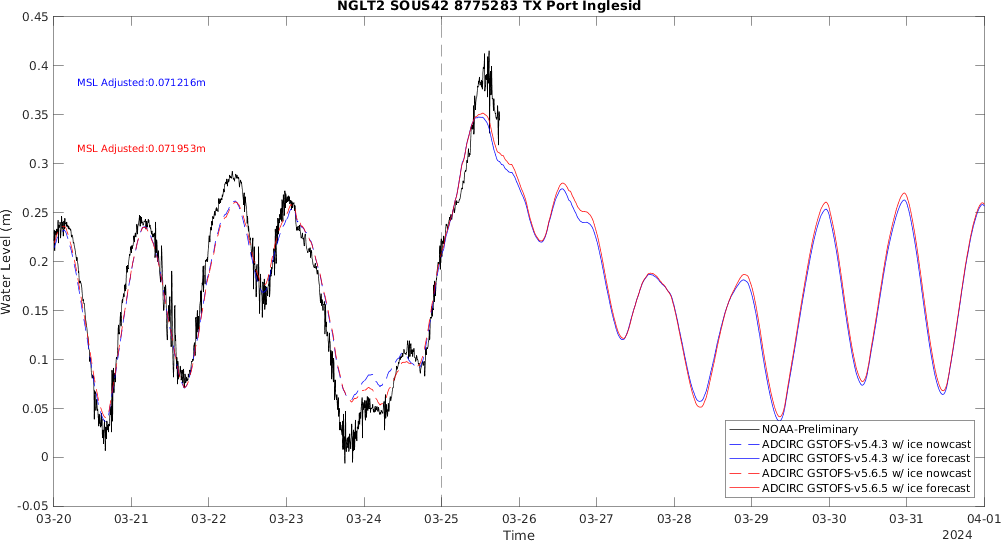 NGLT2 SOUS42 8775283 TX Port Inglesid
0.45
0.4
0.35
0.3
0.25
0.2
0.15
0.1
0.05
0
-0.05
Water Level (m)
MSL Adjusted:0.071216m
MSL Adjusted:0.071953m
NOAA-Preliminary
ADCIRC GSTOFS-v5.4.3 w/ ice nowcast
ADCIRC GSTOFS-v5.4.3 w/ ice forecast
ADCIRC GSTOFS-v5.6.5 w/ ice nowcast
ADCIRC GSTOFS-v5.6.5 w/ ice forecast
03-20 03-21 03-22 03-23 03-24 03-25 03-26 03-27 03-28 03-29 03-30 03-31 04-01
Time
2024